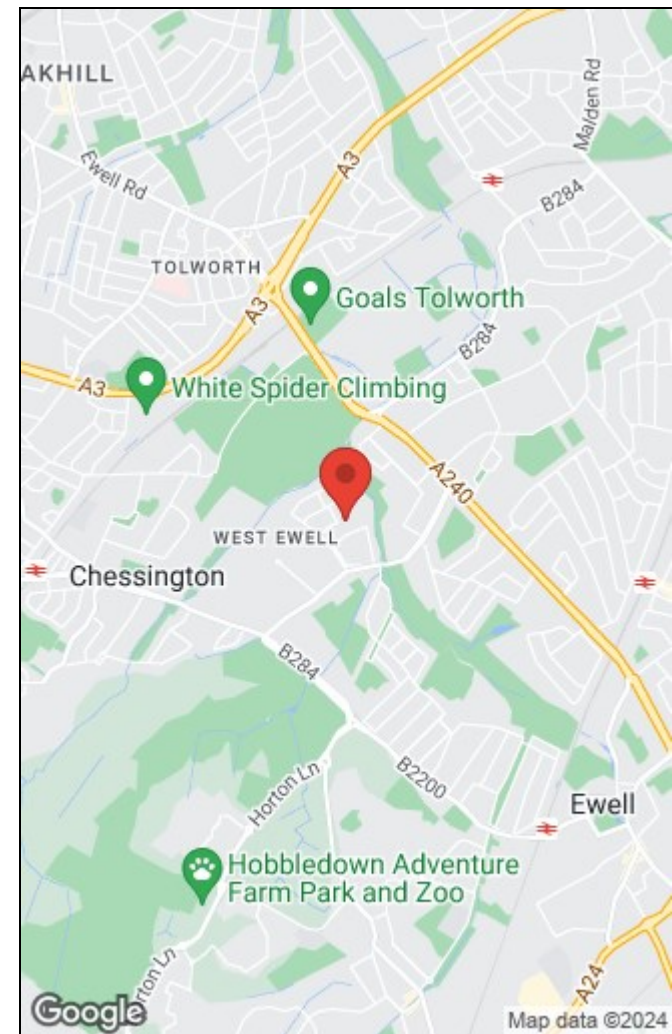 AKHILL
Malden Rd
Ewell Rd
A3
B284
TOLWORTH
A3
Goals Tolworth
B284
A3
White Spider Climbing
A240
WEST EWELL
Chessington
B284
Horton Ln
B2200
Ewell
Hobbledown Adventure
Farm Park and Zoo
orton Ln
A24
Google
Map data ©2024